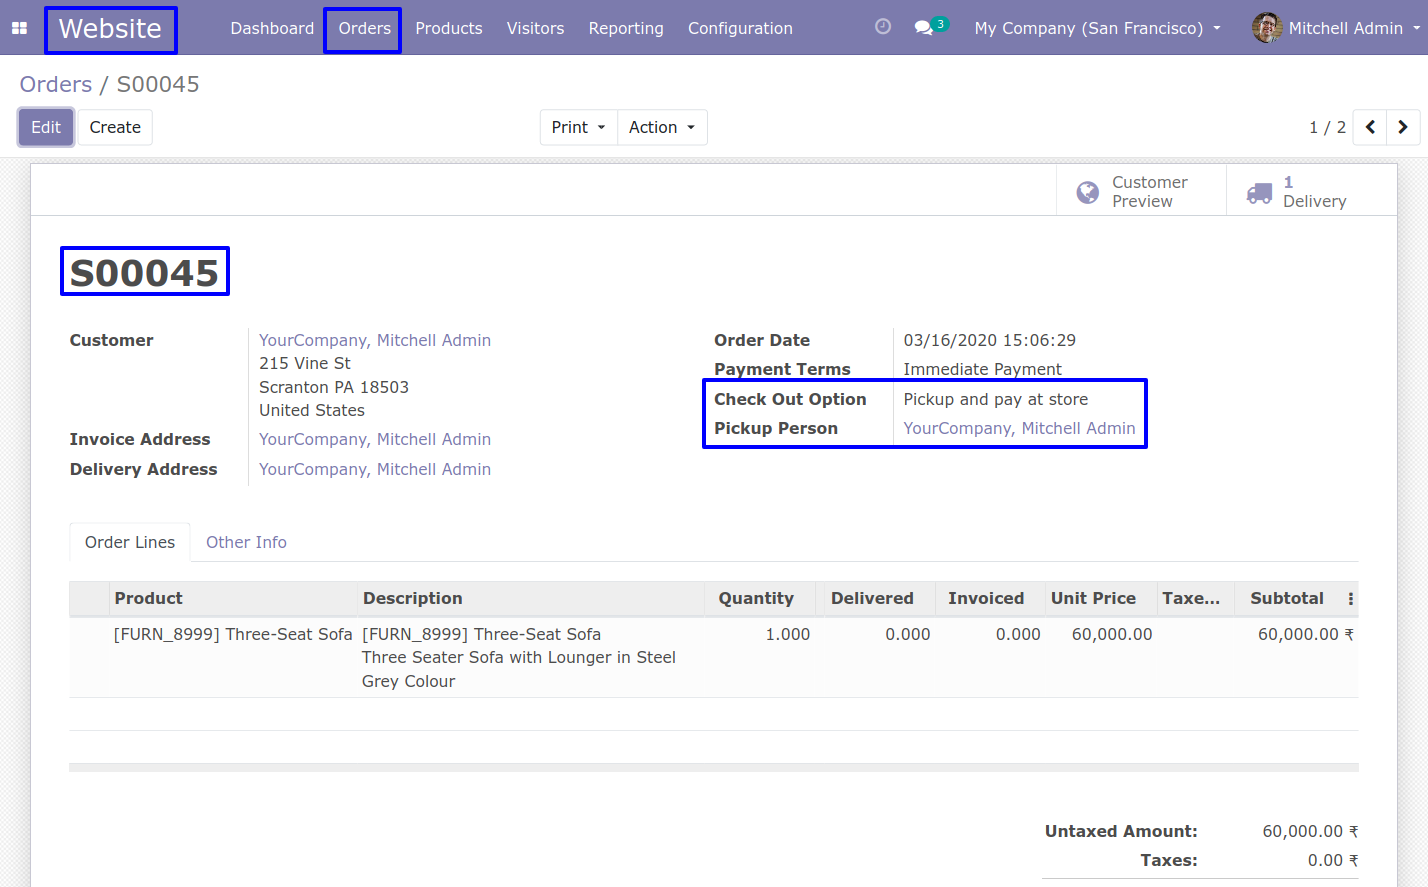 Website Dashboard Orders Products Visitors Reporting Configuration 3 My Company (San Francisco) Mitchell Admin
Orders / S00045
Edit Create Print Action 1 / 2
Customer Preview
1 Delivery
S00045
Customer YourCompany, Mitchell Admin
215 Vine St
Scranton PA 18503
United States
Invoice Address YourCompany, Mitchell Admin
Delivery Address YourCompany, Mitchell Admin
Order Date 03/16/2020 15:06:29
Payment Terms Immediate Payment
Check Out Option Pickup and pay at store
Pickup Person YourCompany, Mitchell Admin
Order Lines Other Info
Product Description Quantity Delivered Invoiced Unit Price Taxe... Subtotal
[FURN_8999] Three-Seat Sofa [FURN_8999] Three-Seat Sofa 1.000 0.000 0.000 60,000.00 60,000.00 ₹
Three Seater Sofa with Lounger in Steel
Grey Colour
Untaxed Amount: 60,000.00 ₹
Taxes: 0.00 ₹